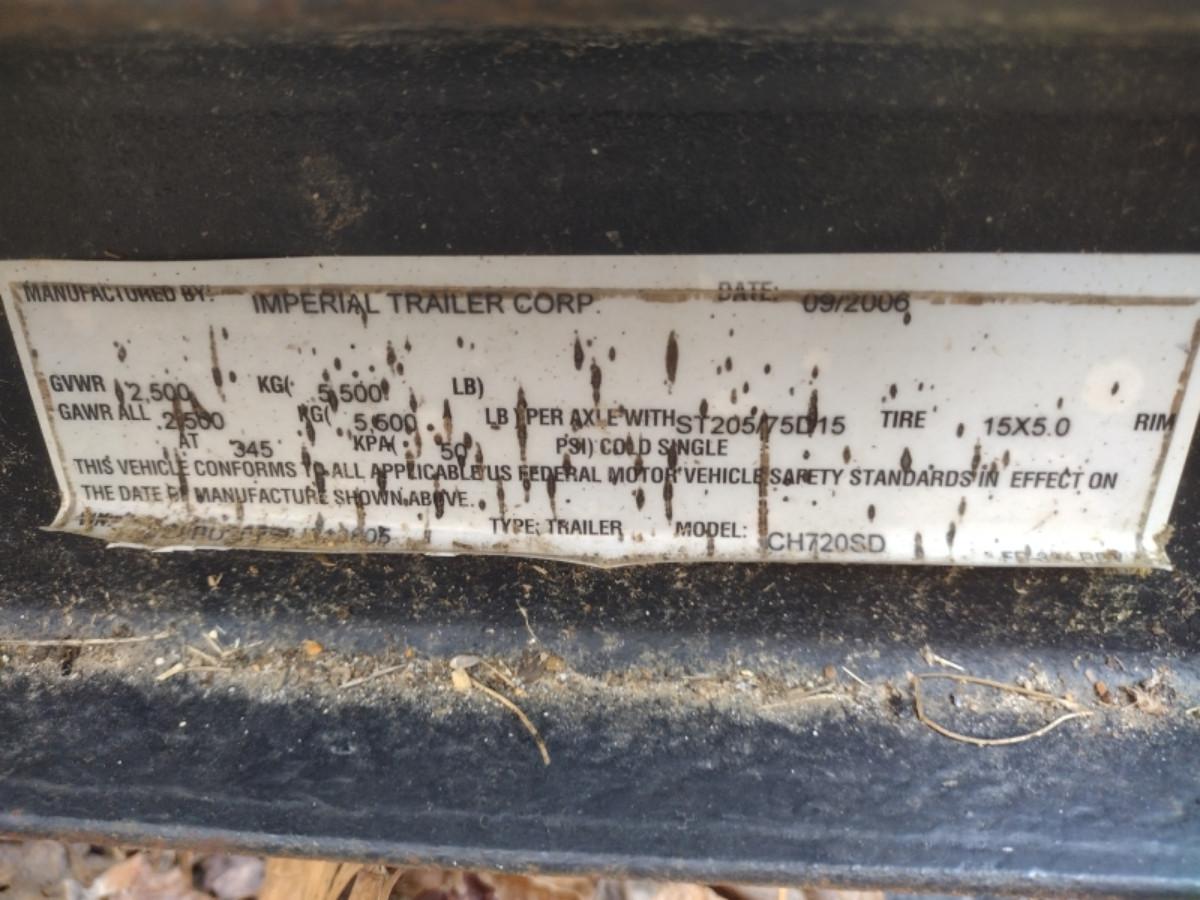 MANUFACTURED BY: IMPERIAL TRAILER CORP. DATE: 09/2006
GVWR 2,500 KG( 5,500 LB)
GAWR ALL 2,500 KG( 5,500 LB ) PER AXLE WITH ST205/75D15 TIRE 15X5.0 RIM
AT 345 KPA( 50 PSI) COLD SINGLE
THIS VEHICLE CONFORMS TO ALL APPLICABLE US FEDERAL MOTOR VEHICLE SAFETY STANDARDS IN EFFECT ON
THE DATE OF MANUFACTURE SHOWN ABOVE.
TYPE: TRAILER MODEL: CH720SD